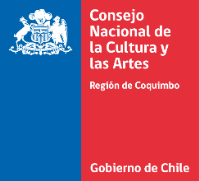 Consejo
Nacional de
la Cultura y
las Artes
Región de Coquimbo
Gobierno de Chile